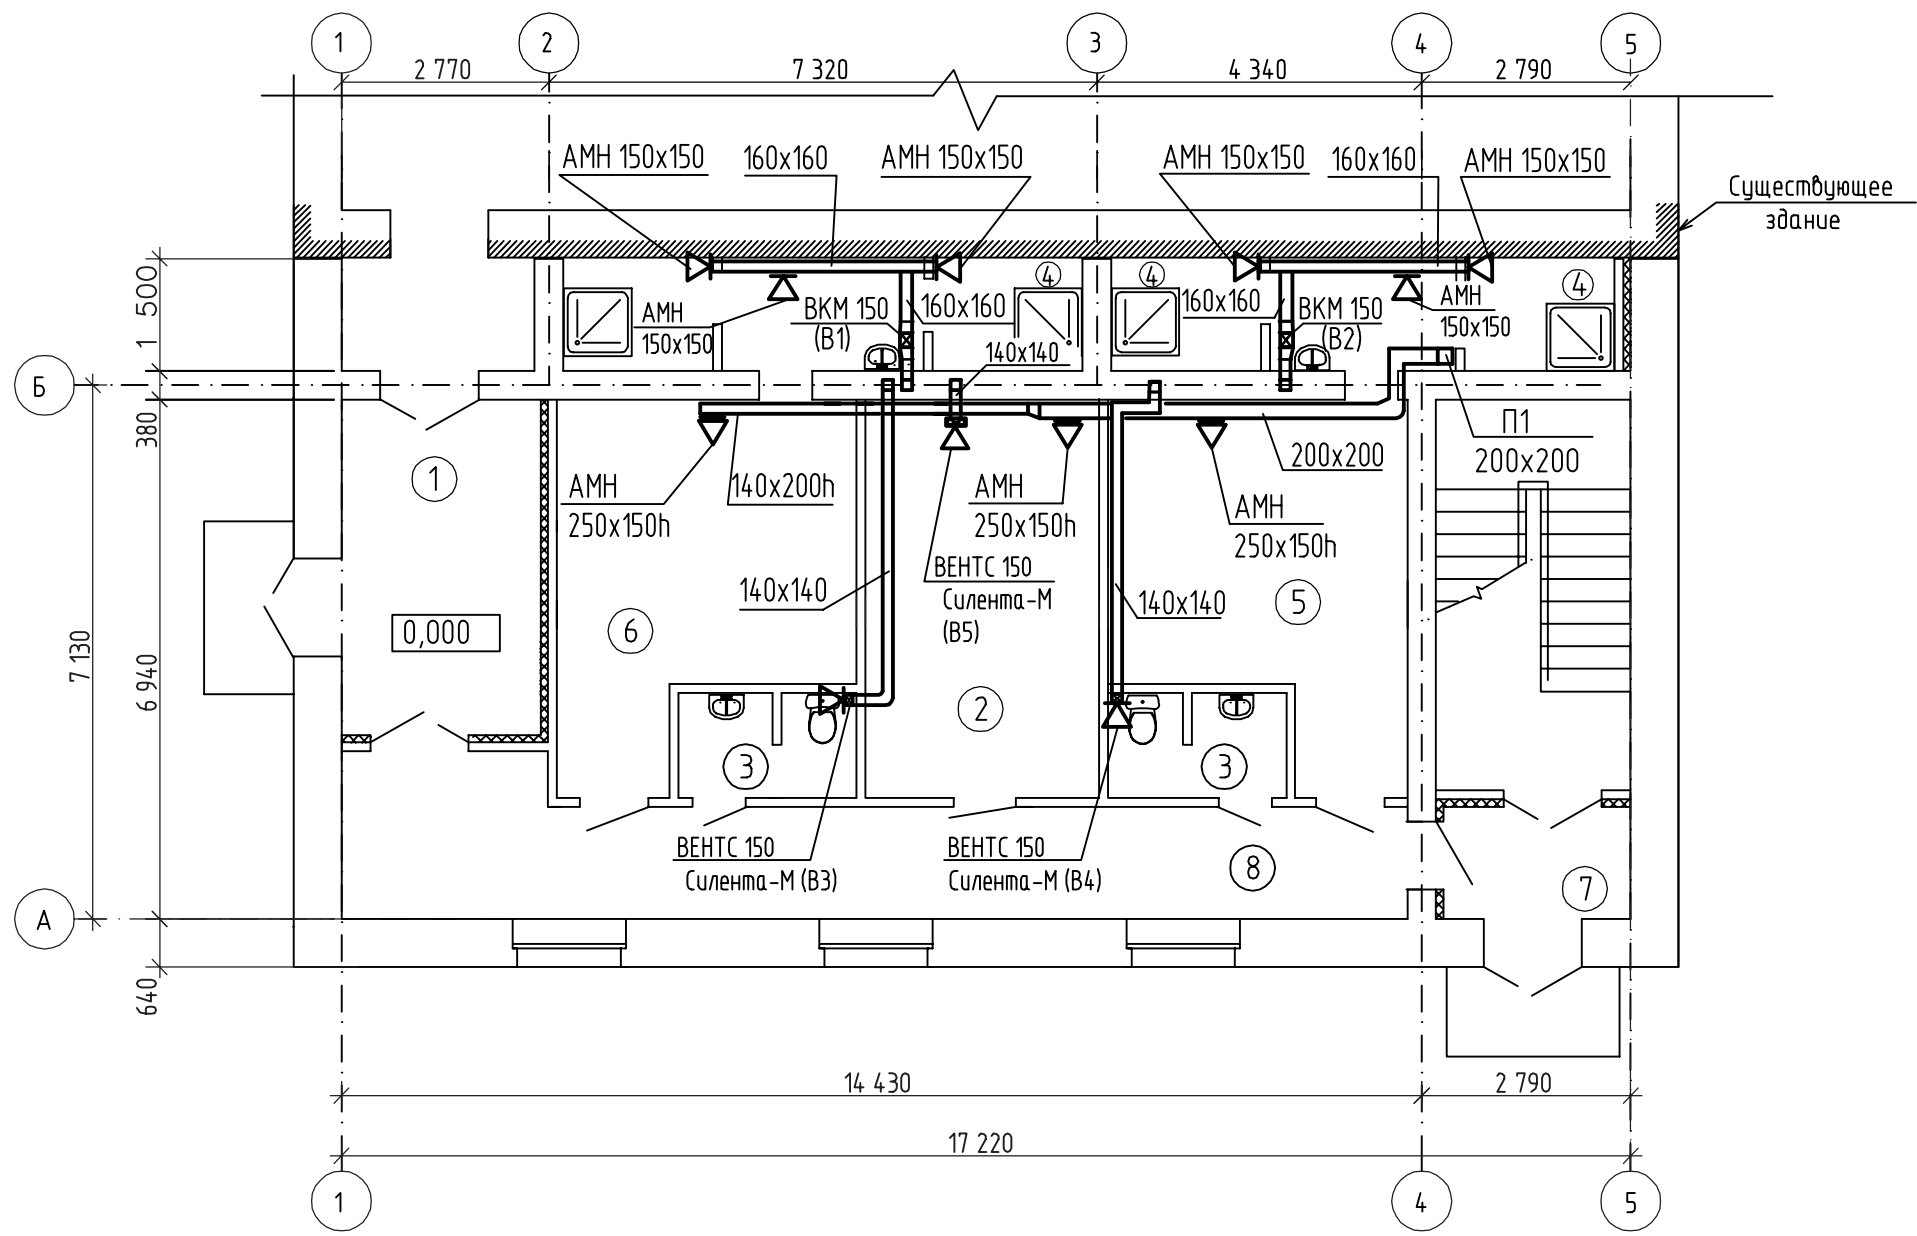 1
2
3
4
5
2 770
7 320
4 340
2 790
АМН 150х150
160х160
АМН 150х150
АМН 150х150
160х160
АМН 150х150
Существующее
здание
1 500
АМН
150х150
ВКМ 150
(В1)
160х160
4
140х140
4
160х160
ВКМ 150
(В2)
АМН
150х150
4
Б
380
1
АМН
250х150h
140х200h
АМН
250х150h
200х200
П1
200х200
АМН
250х150h
ВЕНТС 150
Силента-М
(В5)
140х140
140х140
5
6
0,000
7 130
6 940
2
3
3
ВЕНТС 150
Силента-М (В3)
ВЕНТС 150
Силента-М (В4)
8
7
А
640
14 430
2 790
17 220
1
4
5